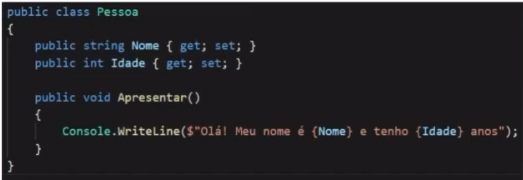 public class Pessoa
{
    public string Nome { get; set; }
    public int Idade { get; set; }

    public void Apresentar()
    {
        Console.WriteLine($"Olá! Meu nome é {Nome} e tenho {Idade} anos");
    }
}